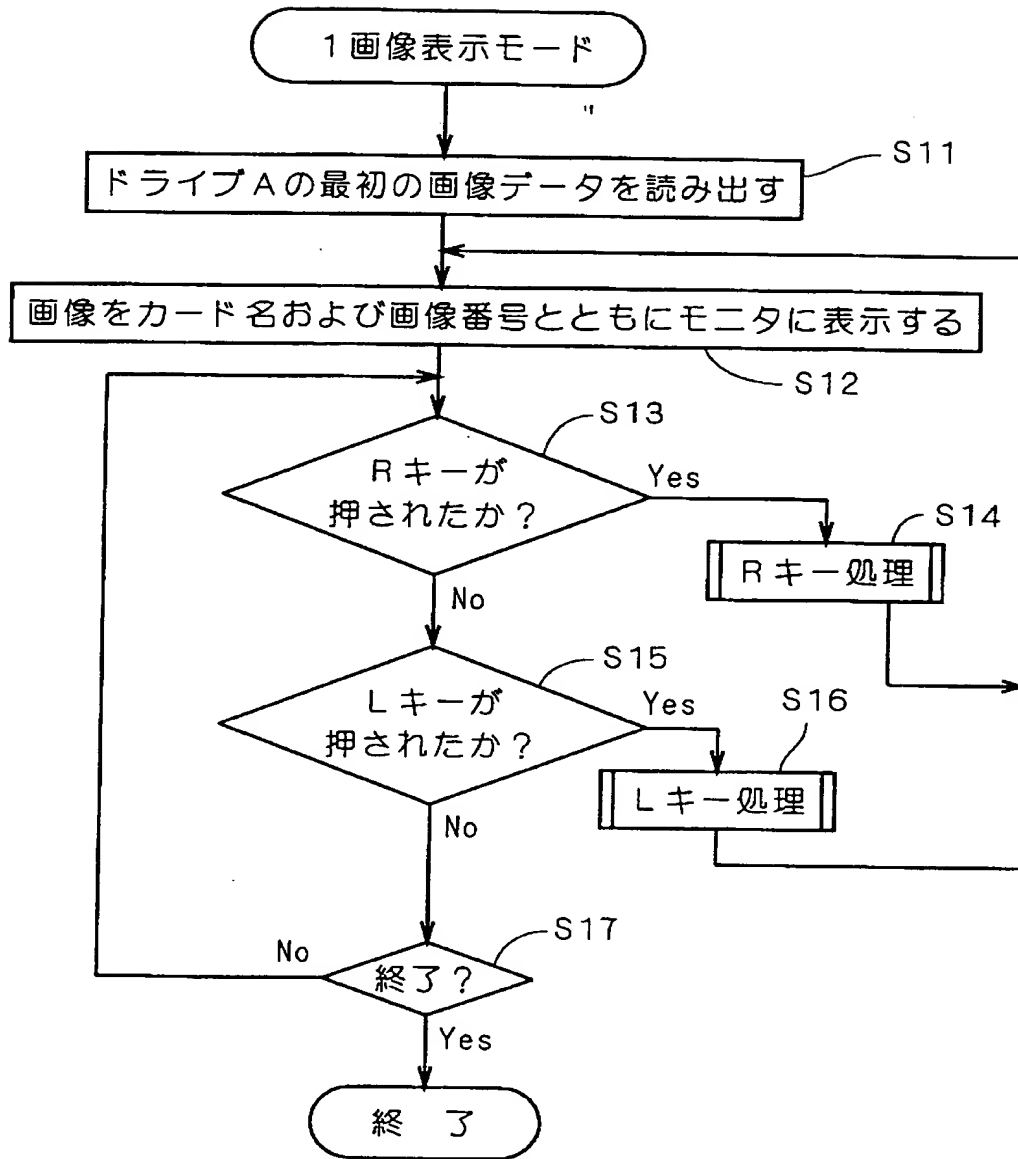 1画像表示モード
S11
ドライブAの最初の画像データを読み出す
画像をカード名および画像番号とともにモニタに表示する
S12
S13
Rキーが
押されたか？
Yes
S14
Rキー処理
No
S15
Lキーが
押されたか？
Yes
S16
Lキー処理
No
S17
No
終了？
Yes
終 了